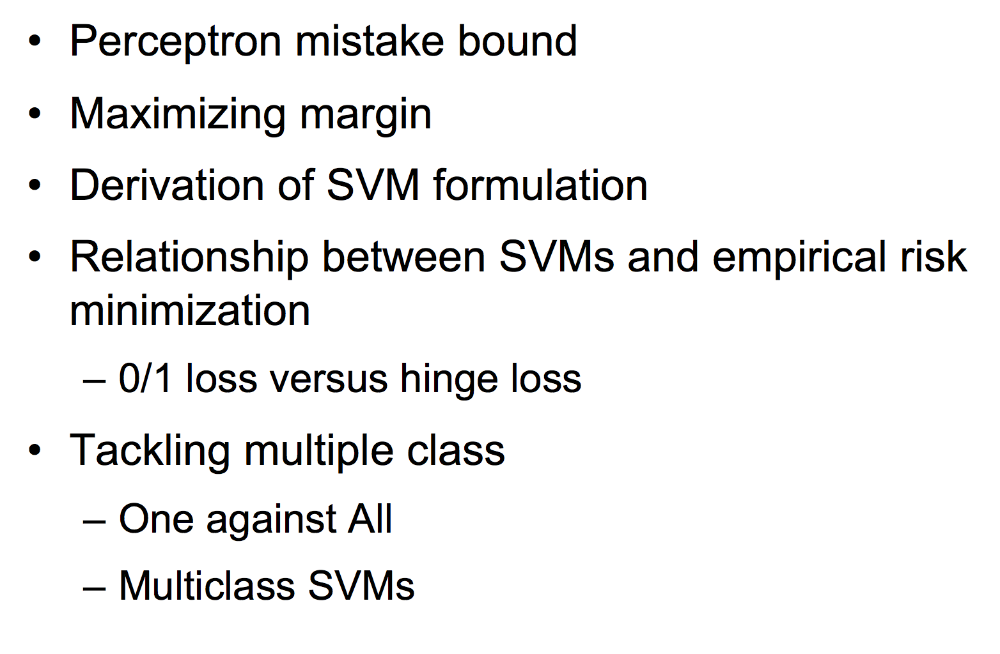 • Perceptron mistake bound
• Maximizing margin
• Derivation of SVM formulation
• Relationship between SVMs and empirical risk
minimization
– 0/1 loss versus hinge loss
• Tackling multiple class
– One against All
– Multiclass SVMs